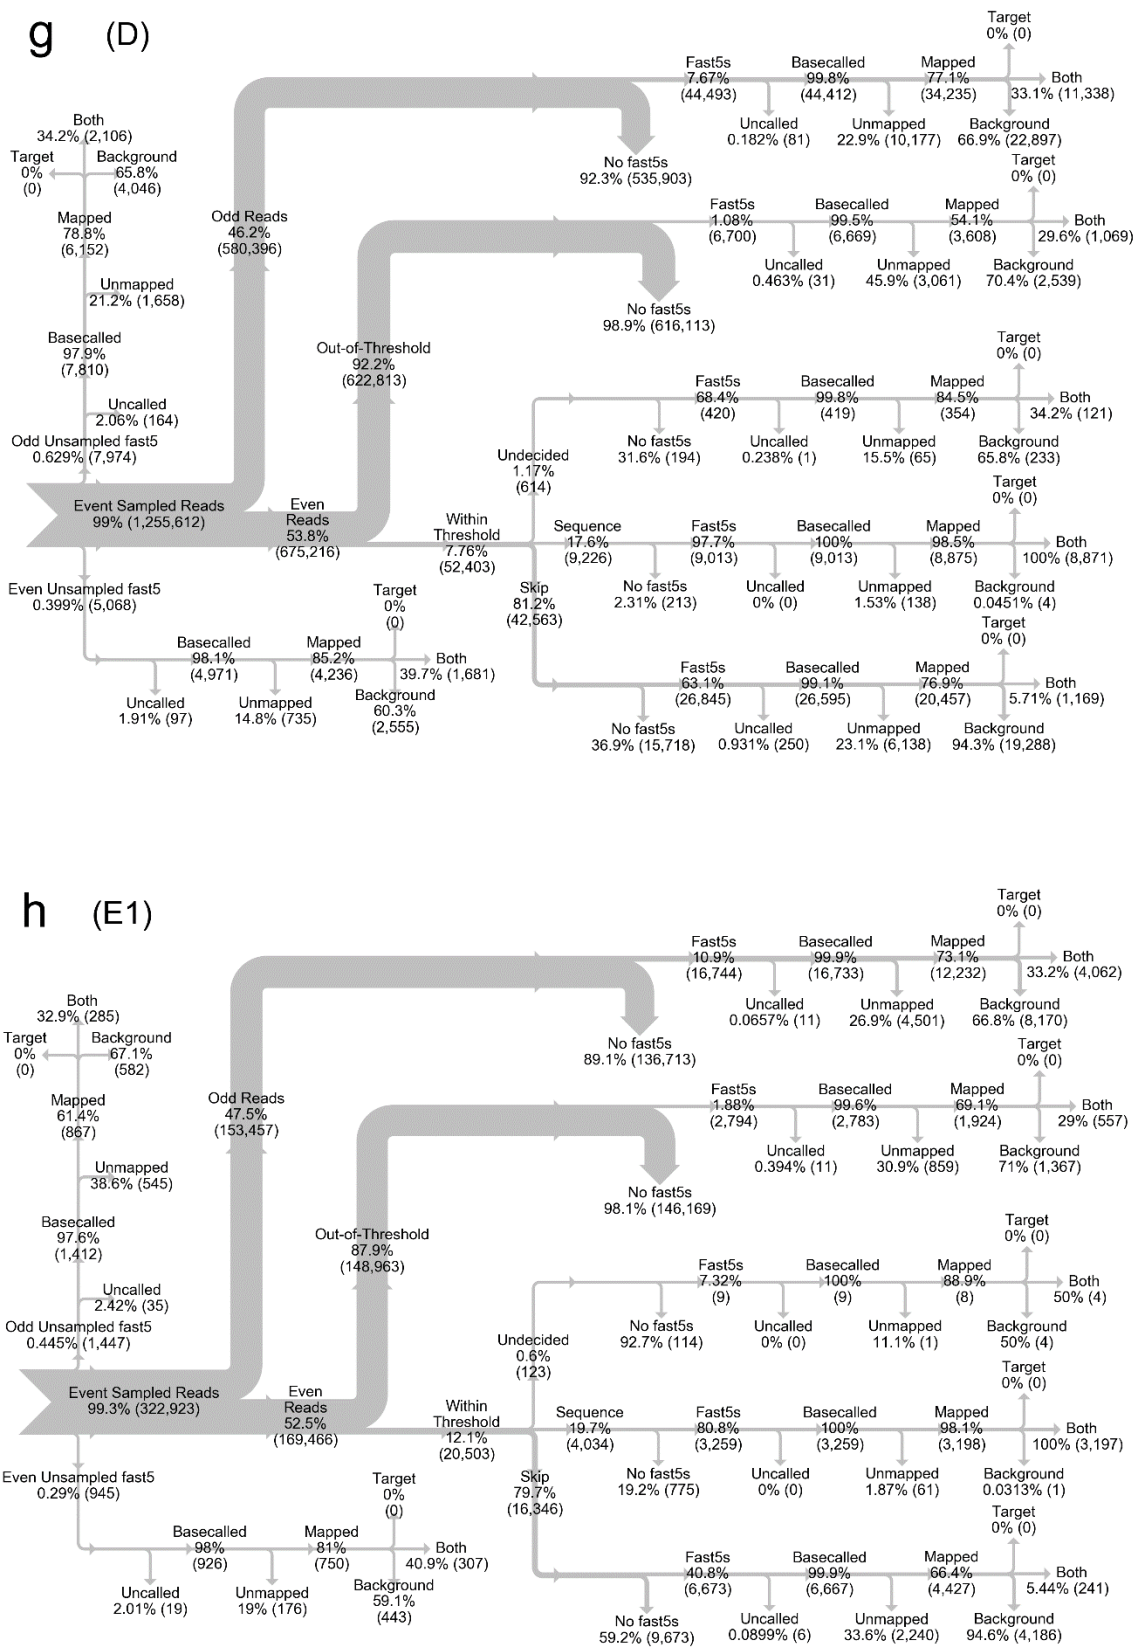 g (D)
Target
0% (0)
Fast5s
7.67%
(44,493)
Basecalled
99.8%
(44,412)
Mapped
77.1%
(34,235)
Both
33.1% (11,338)
Uncalled
0.182% (81)
Unmapped
22.9% (10,177)
Background
66.9% (22,897)
No fast5s
92.3% (535,903)
Both
34.2% (2,106)
Target
0%
(0)
Background
65.8%
(4,046)
Mapped
78.8%
(6,152)
Unmapped
21.2% (1,658)
Basecalled
97.9%
(7,810)
Uncalled
2.06% (164)
Odd Unsampled fast5
0.629% (7,974)
Odd Reads
46.2%
(580,396)
Target
0% (0)
Fast5s
1.08%
(6,700)
Basecalled
99.5%
(6,669)
Mapped
54.1%
(3,608)
Both
29.6% (1,069)
Uncalled
0.463% (31)
Unmapped
45.9% (3,061)
Background
70.4% (2,539)
No fast5s
98.9% (616,113)
Out-of-Threshold
92.2%
(622,813)
Target
0% (0)
Fast5s
68.4%
(420)
Basecalled
99.8%
(419)
Mapped
84.5%
(354)
Both
34.2% (121)
No fast5s
31.6% (194)
Uncalled
0.238% (1)
Unmapped
15.5% (65)
Background
65.8% (233)
Undecided
1.17%
(614)
Event Sampled Reads
99% (1,255,612)
Even
Reads
53.8%
(675,216)
Within
Threshold
7.76%
(52,403)
Target
0% (0)
Sequence
17.6%
(9,226)
Fast5s
97.7%
(9,013)
Basecalled
100%
(9,013)
Mapped
98.5%
(8,875)
Both
100% (8,871)
No fast5s
2.31% (213)
Uncalled
0% (0)
Unmapped
1.53% (138)
Background
0.0451% (4)
Skip
81.2%
(42,563)
Even Unsampled fast5
0.399% (5,068)
Target
0%
(0)
Basecalled
98.1%
(4,971)
Mapped
85.2%
(4,236)
Both
39.7% (1,681)
Uncalled
1.91% (97)
Unmapped
14.8% (735)
Background
60.3%
(2,555)
Target
0% (0)
Fast5s
63.1%
(26,845)
Basecalled
99.1%
(26,595)
Mapped
76.9%
(20,457)
Both
5.71% (1,169)
No fast5s
36.9% (15,718)
Uncalled
0.931% (250)
Unmapped
23.1% (6,138)
Background
94.3% (19,288)
h (E1)
Target
0% (0)
Fast5s
10.9%
(16,744)
Basecalled
99.9%
(16,733)
Mapped
73.1%
(12,232)
Both
33.2% (4,062)
Uncalled
0.0657% (11)
Unmapped
26.9% (4,501)
Background
66.8% (8,170)
No fast5s
89.1% (136,713)
Both
32.9% (285)
Target
0%
(0)
Background
67.1%
(582)
Mapped
61.4%
(867)
Unmapped
38.6% (545)
Basecalled
97.6%
(1,412)
Uncalled
2.42% (35)
Odd Unsampled fast5
0.445% (1,447)
Odd Reads
47.5%
(153,457)
Target
0% (0)
Fast5s
1.88%
(2,794)
Basecalled
99.6%
(2,783)
Mapped
69.1%
(1,924)
Both
29% (557)
Uncalled
0.394% (11)
Unmapped
30.9% (859)
Background
71% (1,367)
No fast5s
98.1% (146,169)
Out-of-Threshold
87.9%
(148,963)
Target
0% (0)
Fast5s
7.32%
(9)
Basecalled
100%
(9)
Mapped
88.9%
(8)
Both
50% (4)
No fast5s
92.7% (114)
Uncalled
0% (0)
Unmapped
11.1% (1)
Background
50% (4)
Undecided
0.6%
(123)
Event Sampled Reads
99.3% (322,923)
Even
Reads
52.5%
(169,466)
Within
Threshold
12.1%
(20,503)
Target
0% (0)
Sequence
19.7%
(4,034)
Fast5s
80.8%
(3,259)
Basecalled
100%
(3,259)
Mapped
98.1%
(3,198)
Both
100% (3,197)
No fast5s
19.2% (775)
Uncalled
0% (0)
Unmapped
1.87% (61)
Background
0.0313% (1)
Skip
79.7%
(16,346)
Even Unsampled fast5
0.29% (945)
Target
0%
(0)
Basecalled
98%
(926)
Mapped
81%
(750)
Both
40.9% (307)
Uncalled
2.01% (19)
Unmapped
19% (176)
Background
59.1%
(443)
Target
0% (0)
Fast5s
40.8%
(6,673)
Basecalled
99.9%
(6,667)
Mapped
66.4%
(4,427)
Both
5.44% (241)
No fast5s
59.2% (9,673)
Uncalled
0.0899% (6)
Unmapped
33.6% (2,240)
Background
94.6% (4,186)